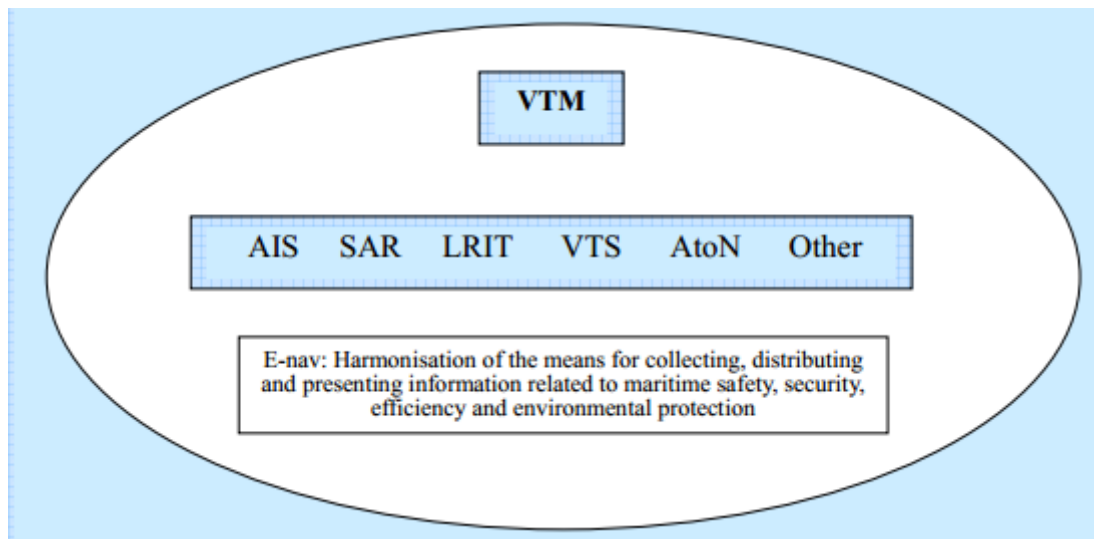 VTM
AIS SAR LRIT VTS AtoN Other
E-nav: Harmonisation of the means for collecting, distributing
and presenting information related to maritime safety, security,
efficiency and environmental protection